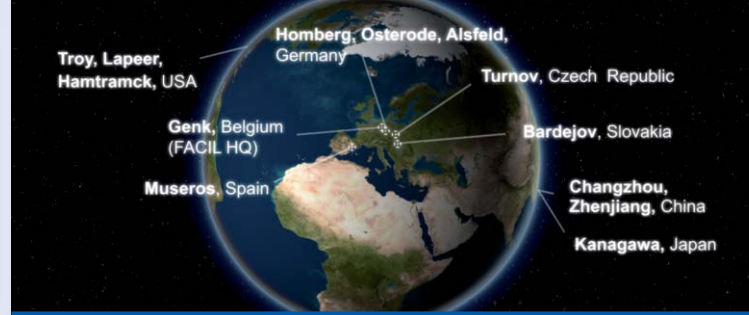 Homberg, Osterode, Alsfeld,
Germany
Troy, Lapeer,
Hamtramck, USA
Turnov, Czech Republic
Genk, Belgium
(FACIL HQ)
Bardejov, Slovakia
Museros, Spain
Changzhou,
Zhenjiang, China
Kanagawa, Japan